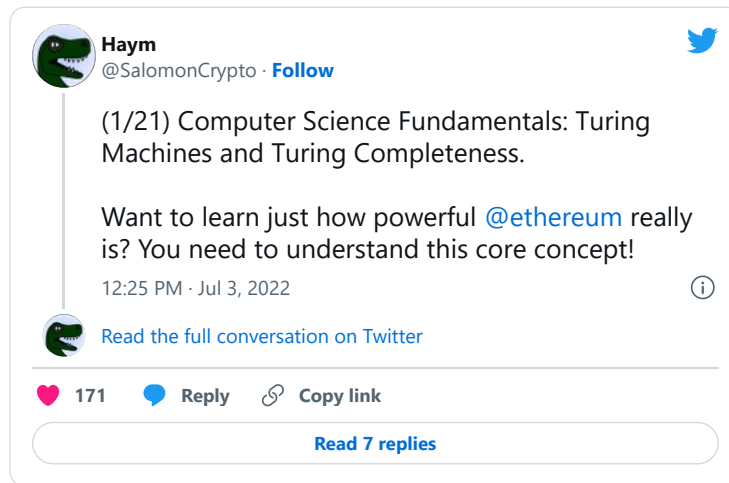 Haym
@SalomonCrypto · Follow
(1/21) Computer Science Fundamentals: Turing
Machines and Turing Completeness.
Want to learn just how powerful @ethereum really
is? You need to understand this core concept!
12:25 PM · Jul 3, 2022
Read the full conversation on Twitter
171 Reply Copy link
Read 7 replies